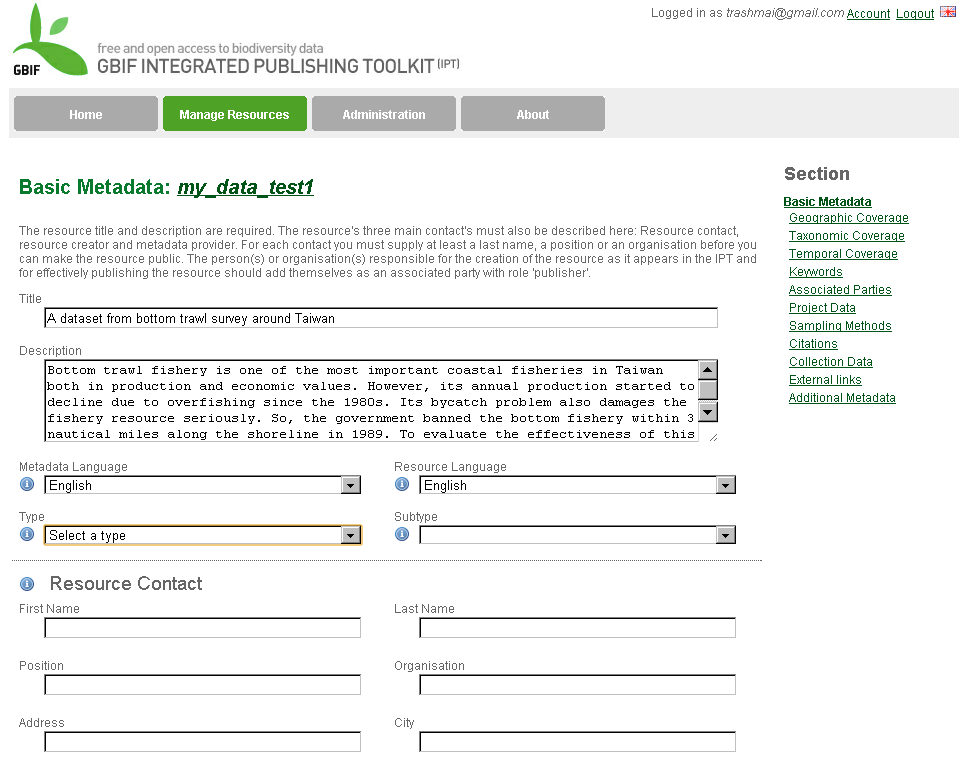 Logged in as trashmai@gmail.com Account Logout
GBIF
free and open access to biodiversity data
GBIF INTEGRATED PUBLISHING TOOLKIT (IPT)
Home
Manage Resources
Administration
About
Basic Metadata: my_data_test1
The resource title and description are required. The resource's three main contact's must also be described here: Resource contact,
resource creator and metadata provider. For each contact you must supply at least a last name, a position or an organisation before you
can make the resource public. The person(s) or organisation(s) responsible for the creation of the resource as it appears in the IPT and
for effectively publishing the resource should add themselves as an associated party with role 'publisher'.
Title
A dataset from bottom trawl survey around Taiwan
Description
Bottom trawl fishery is one of the most important coastal fisheries in Taiwan
both in production and economic values. However, its annual production started to
decline due to overfishing since the 1980s. Its bycatch problem also damages the
fishery resource seriously. So, the government banned the bottom fishery within 3
nautical miles along the shoreline in 1989. To evaluate the effectiveness of this
Metadata Language
Resource Language
English
English
Type
Subtype
Select a type
Resource Contact
First Name
Last Name
Position
Organisation
Address
City
Section
Basic Metadata
Geographic Coverage
Taxonomic Coverage
Temporal Coverage
Keywords
Associated Parties
Project Data
Sampling Methods
Citations
Collection Data
External links
Additional Metadata